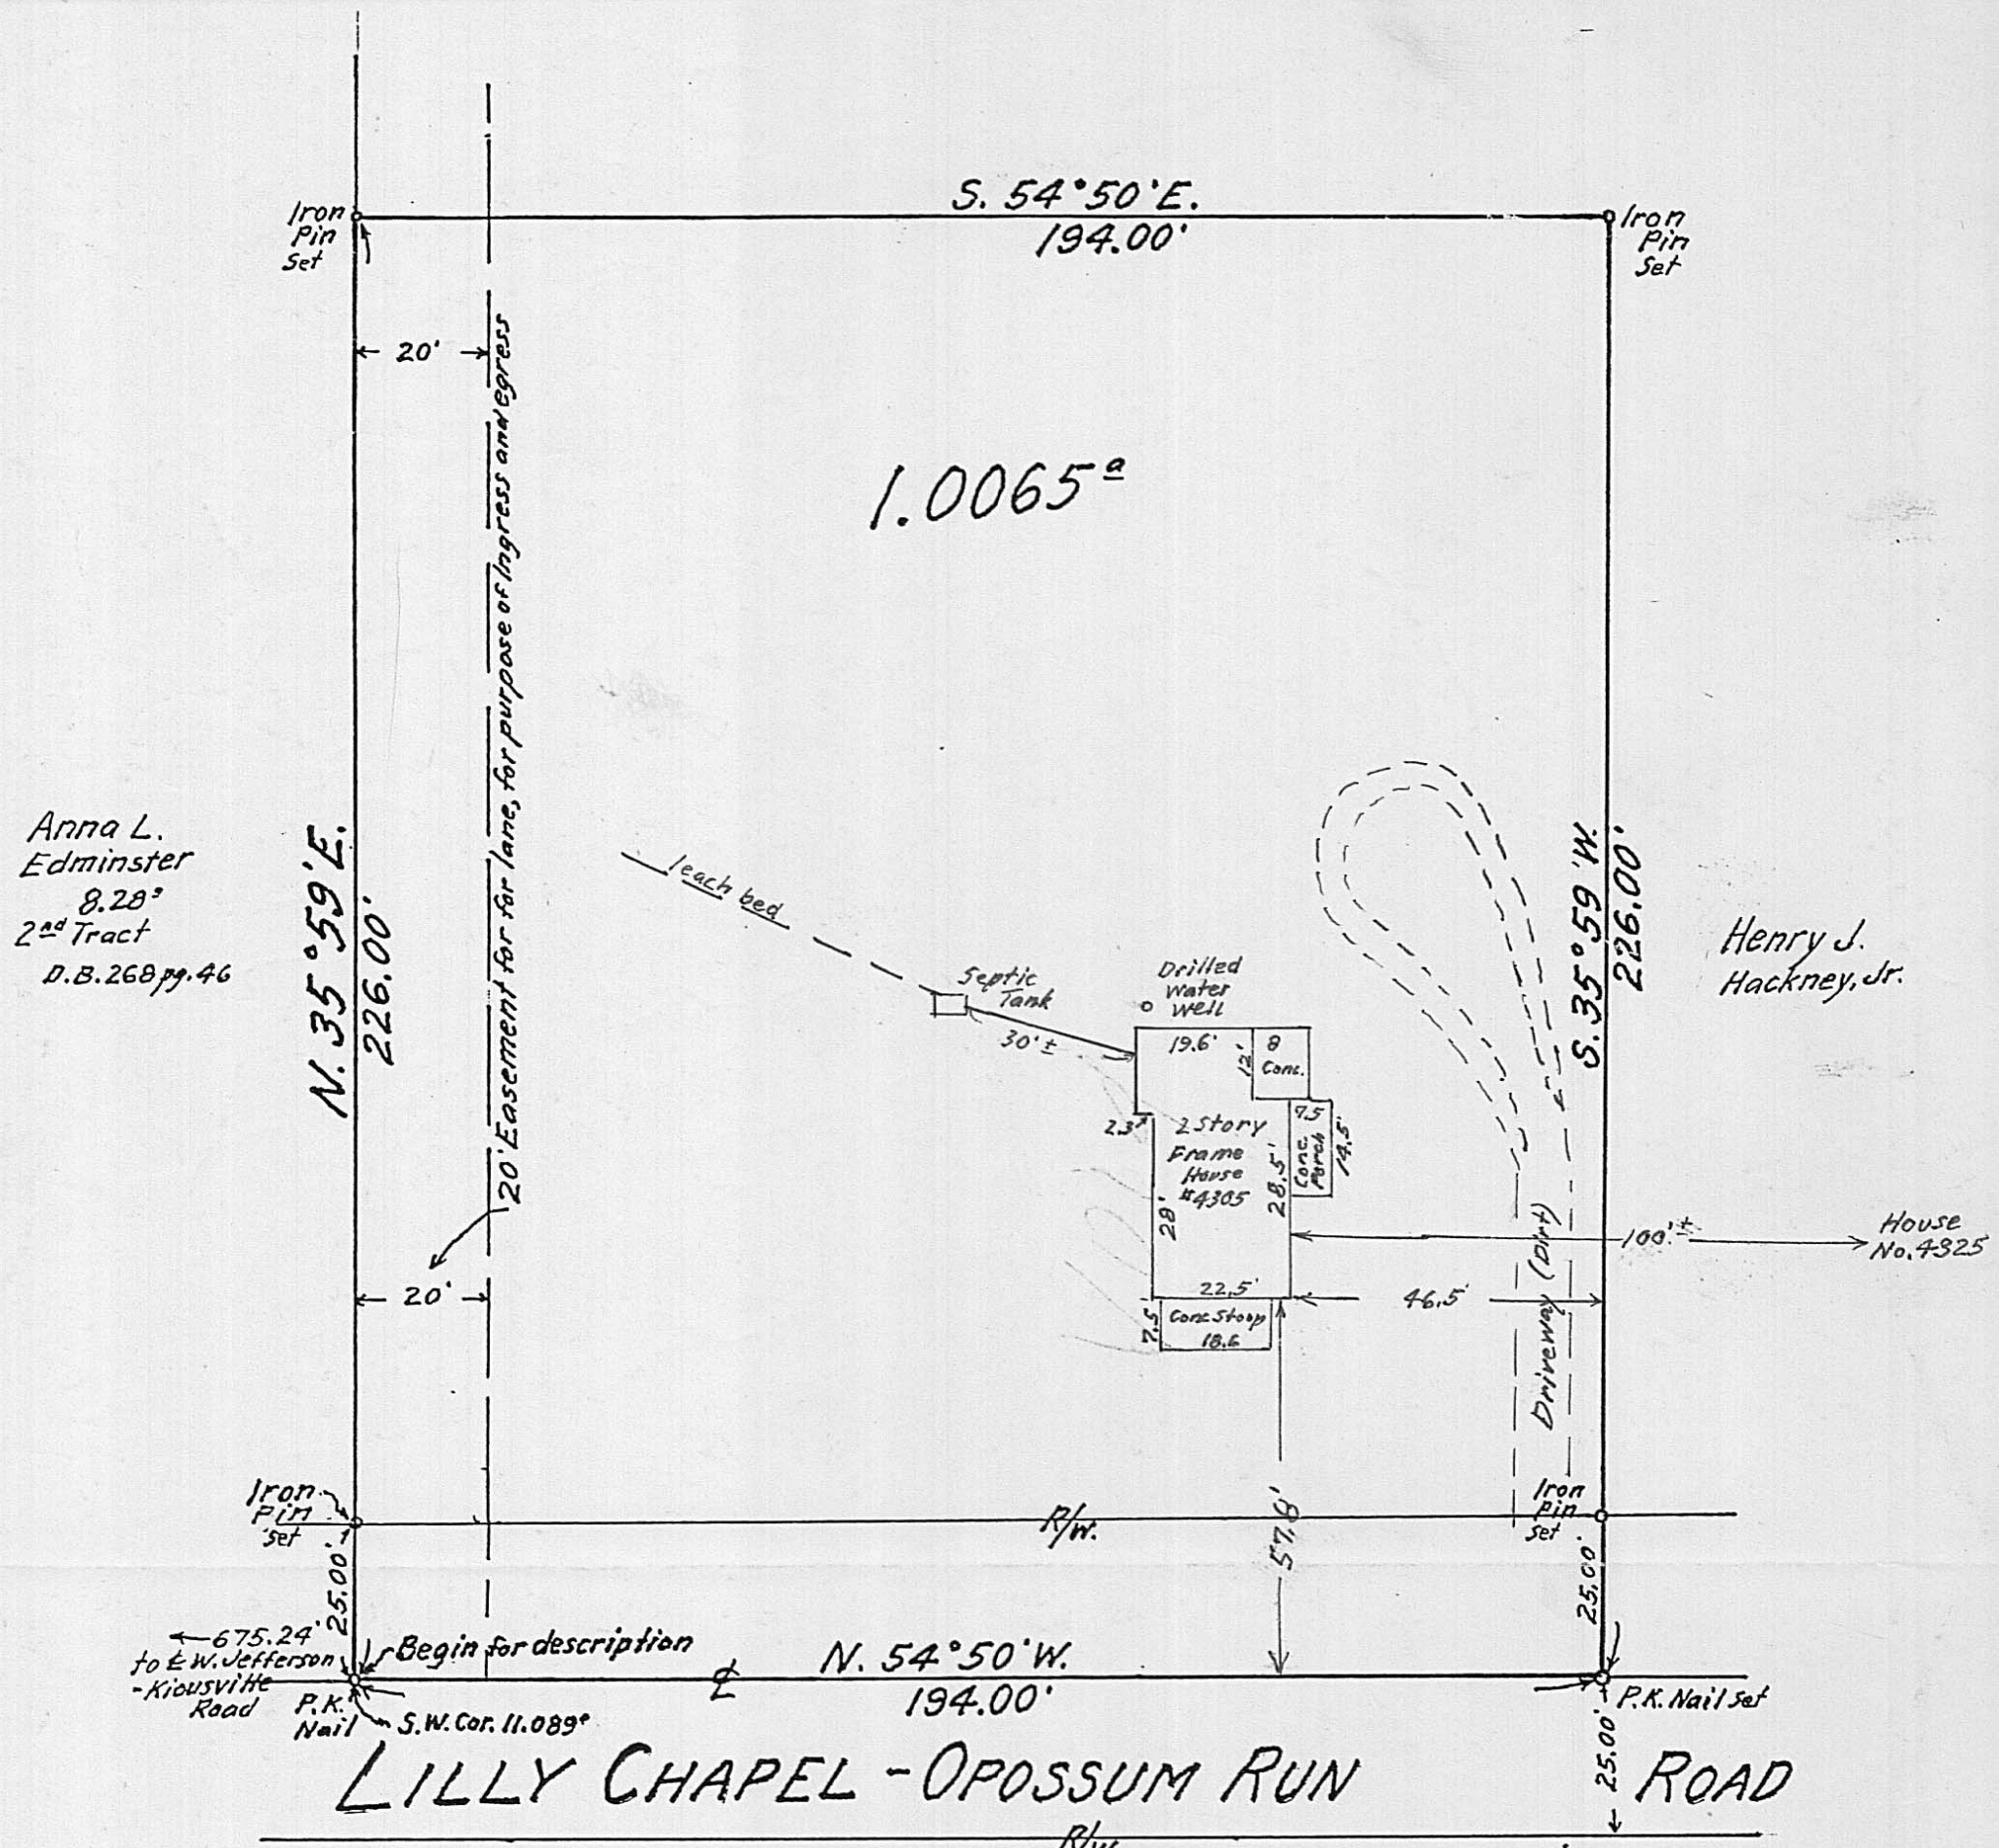 S. 54°50'E.
194.00'
Iron
Pin
Set
Iron
Pin
Set
20'
20' Easement for for lane, for purpose of Ingress and egress
1.0065ª
Anna L.
Edminster
8.28ª
2nd Tract
D.B. 268 pg. 46
N. 35°59'E.
226.00'
leach bed
Septic
Tank
30'±
Drilled
Water
Well
19.6'
12'
8
Conc.
2.3'
2 Story
Frame
House
#4305
28'
28.5'
7.5
Conc.
Porch
14.5'
22.5'
Conc. Stoop
18.6
7.5'
S. 35°59'W.
226.00'
Henry J.
Hackney, Jr.
100'±
House
No. 4325
46.5'
Driveway (Dirt)
20'
57.8'
Iron
Pin
Set
R/W.
Iron
Pin
Set
25.00'
25.00'
←675.24'
to ℄ W. Jefferson
-Kiousville
Road
Begin for description
P.K.
Nail
S.W. Cor. 11.089ª
℄
N. 54°50'W.
194.00'
P.K. Nail set
25.00'
LILLY CHAPEL - OPOSSUM RUN ROAD
R/W